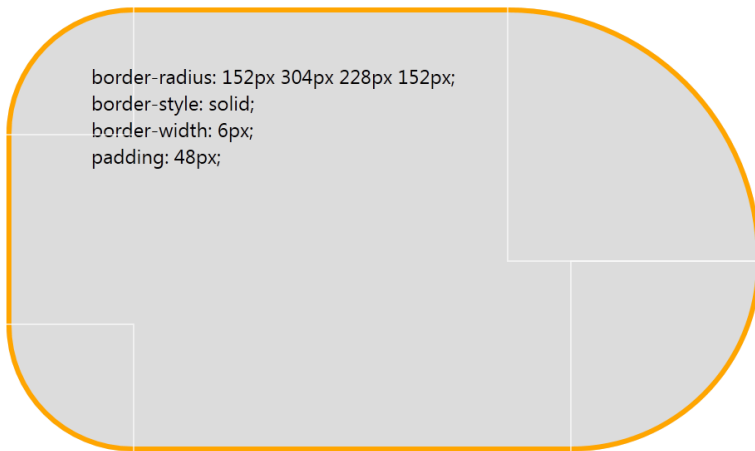 border-radius: 152px 304px 228px 152px;
border-style: solid;
border-width: 6px;
padding: 48px;